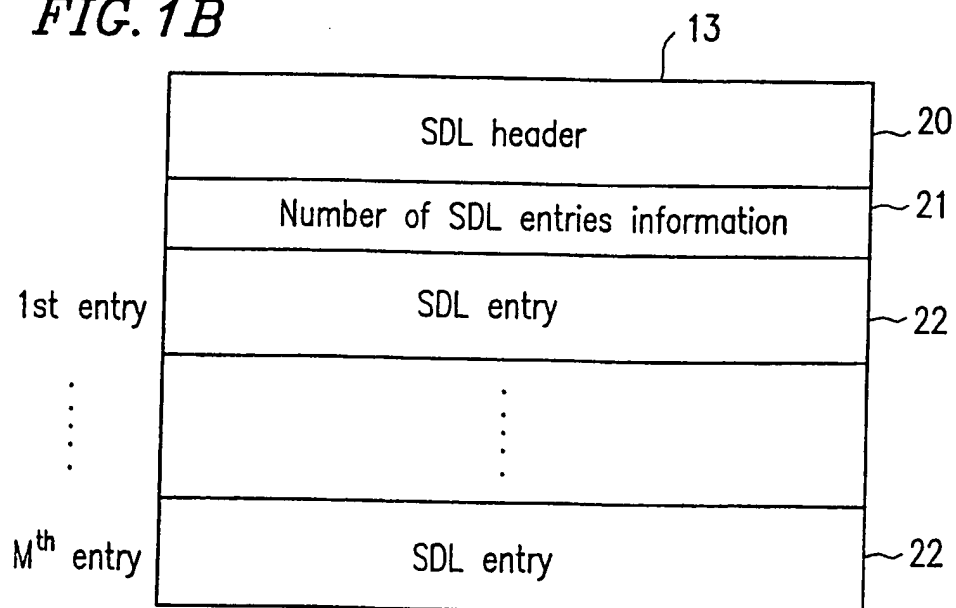 FIG. 1B
13
SDL header
20
Number of SDL entries information
21
1st entry
SDL entry
22
Mth entry
SDL entry
22